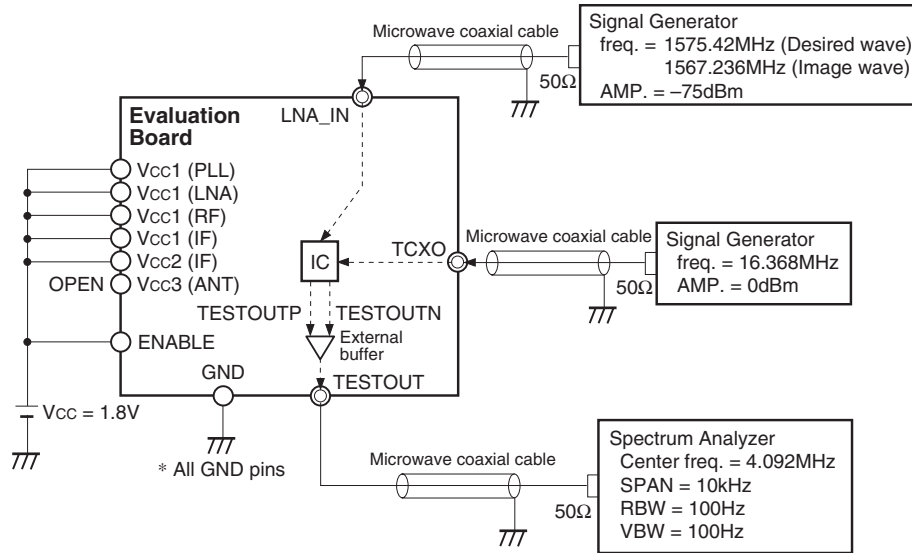 Microwave coaxial cable
50Ω
Signal Generator
freq. = 1575.42MHz (Desired wave)
1567.236MHz (Image wave)
AMP. = –75dBm
Evaluation
Board
LNA_IN
VCC1 (PLL)
VCC1 (LNA)
VCC1 (RF)
VCC1 (IF)
VCC2 (IF)
OPEN
VCC3 (ANT)
ENABLE
IC
TCXO
Microwave coaxial cable
50Ω
Signal Generator
freq. = 16.368MHz
AMP. = 0dBm
TESTOUTP
TESTOUTN
External
buffer
GND
TESTOUT
VCC = 1.8V
* All GND pins
Microwave coaxial cable
50Ω
Spectrum Analyzer
Center freq. = 4.092MHz
SPAN = 10kHz
RBW = 100Hz
VBW = 100Hz